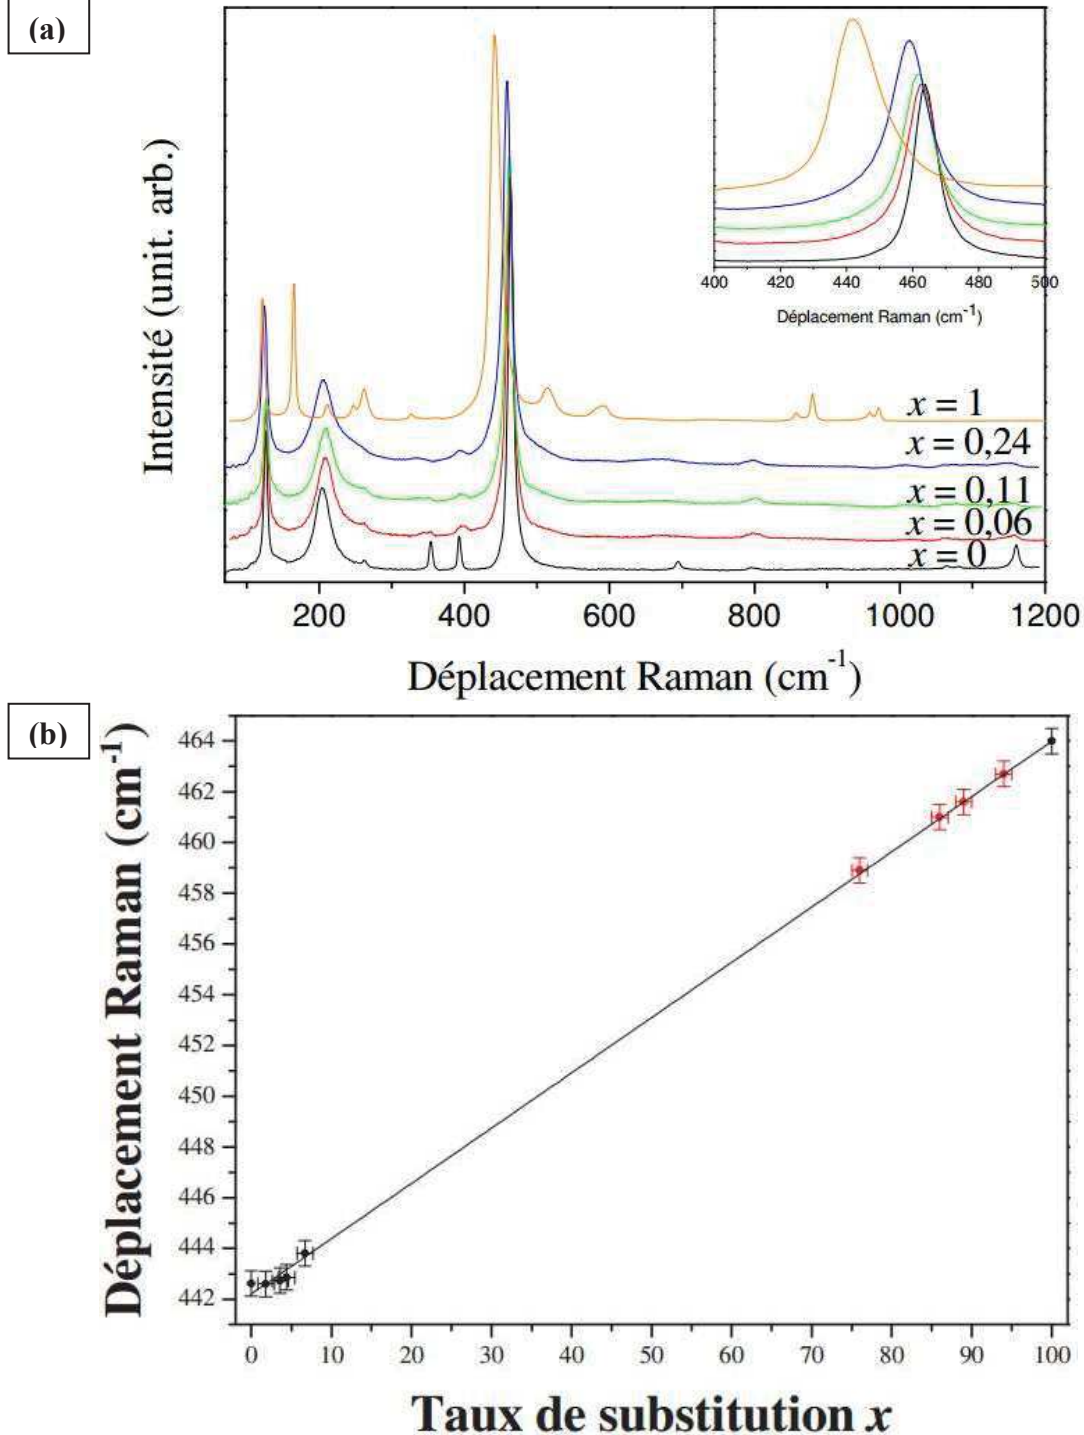 (a)
Intensité (unit. arb.)
400 420 440 460 480 500
Déplacement Raman (cm-1)
x = 1
x = 0,24
x = 0,11
x = 0,06
x = 0
200 400 600 800 1000 1200
Déplacement Raman (cm-1)
(b)
Déplacement Raman (cm-1)
464
462
460
458
456
454
452
450
448
446
444
442
0 10 20 30 40 50 60 70 80 90 100
Taux de substitution x